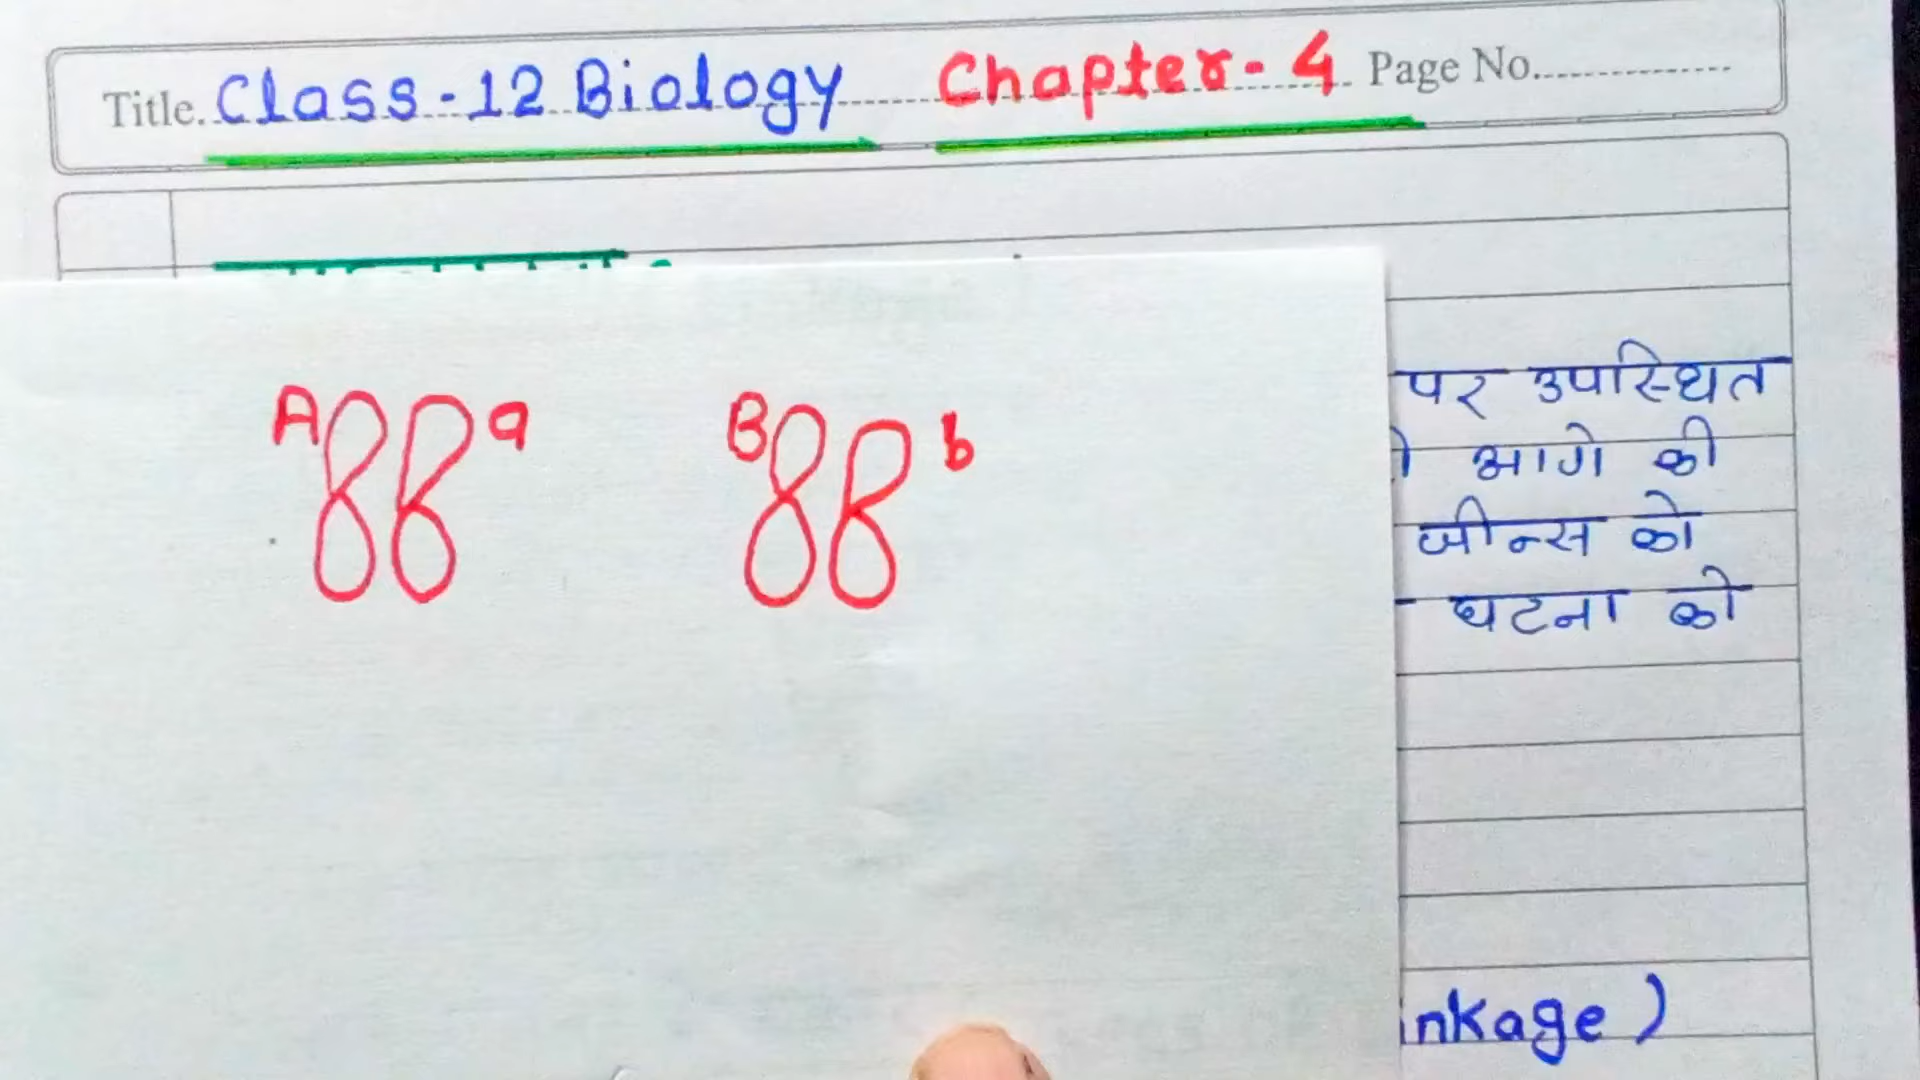 Title. Class-12 Biology Chapter-4 Page No.
A a B b
पर उपस्थित
आगे की
जीन्स को
घटना को
inkage)